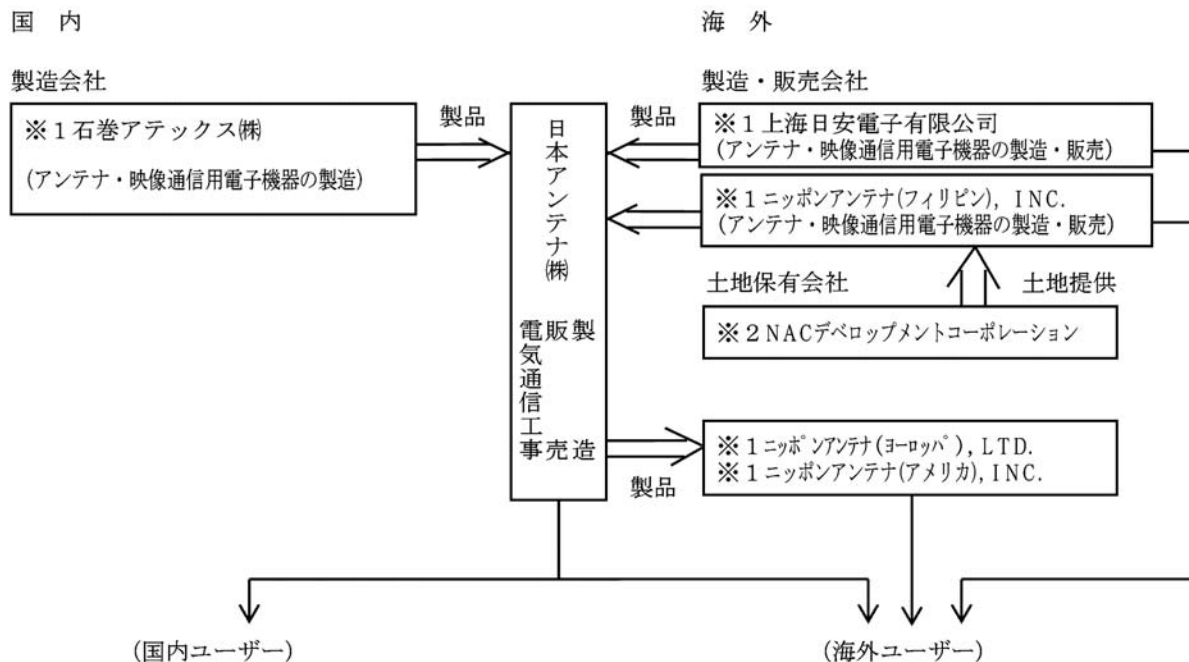 国 内
海 外
製造会社
製造・販売会社
※1石巻アテックス㈱
(アンテナ・映像通信用電子機器の製造)
製品
日本アンテナ㈱
製造
販売
電気通信工事
製品
※1上海日安電子有限公司
(アンテナ・映像通信用電子機器の製造・販売)
※1ニッポンアンテナ(フィリピン), INC.
(アンテナ・映像通信用電子機器の製造・販売)
土地保有会社
土地提供
※2NACデベロップメントコーポレーション
製品
※1ニッポンアンテナ(ヨーロッパ), LTD.
※1ニッポンアンテナ(アメリカ), INC.
(国内ユーザー)
(海外ユーザー)